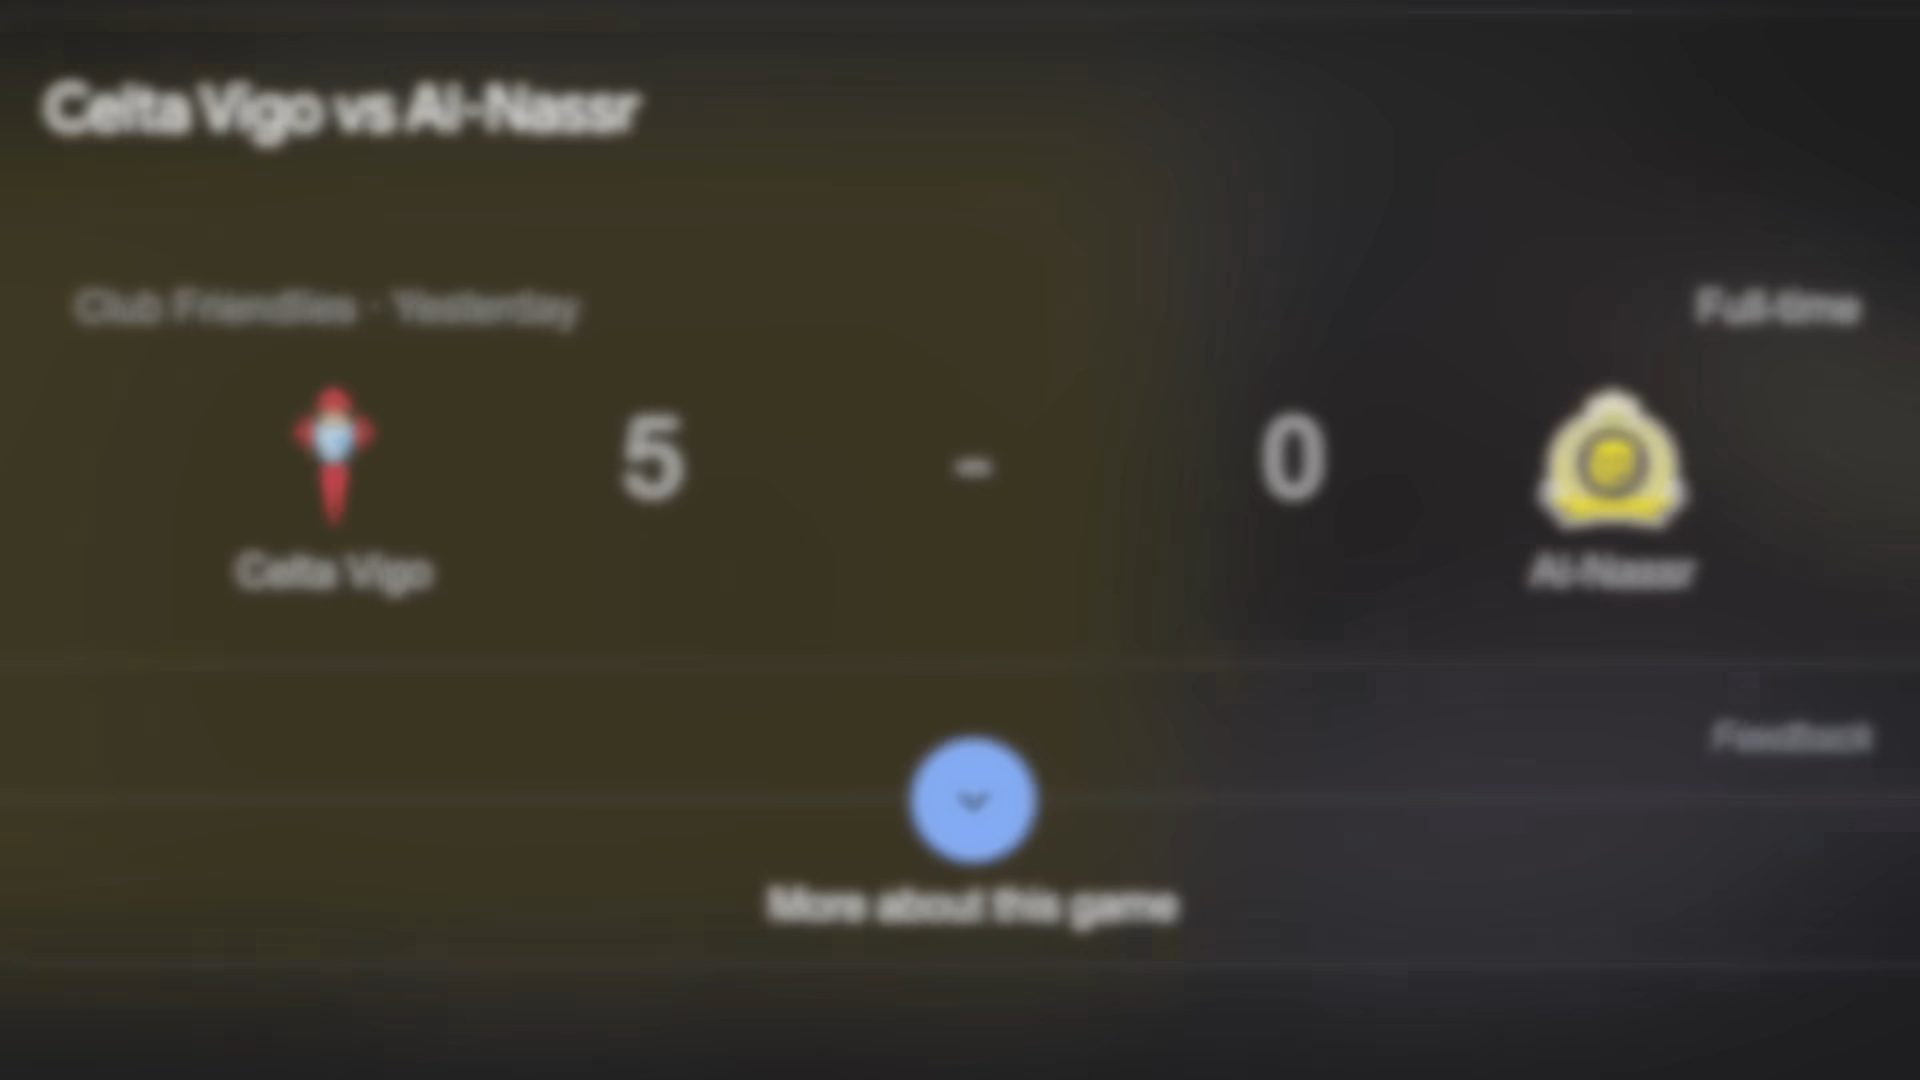 Celta Vigo vs Al-Nassr
Club Friendlies · Yesterday
Full-time
5 - 0
Celta Vigo
Al-Nassr
Feedback
More about this game